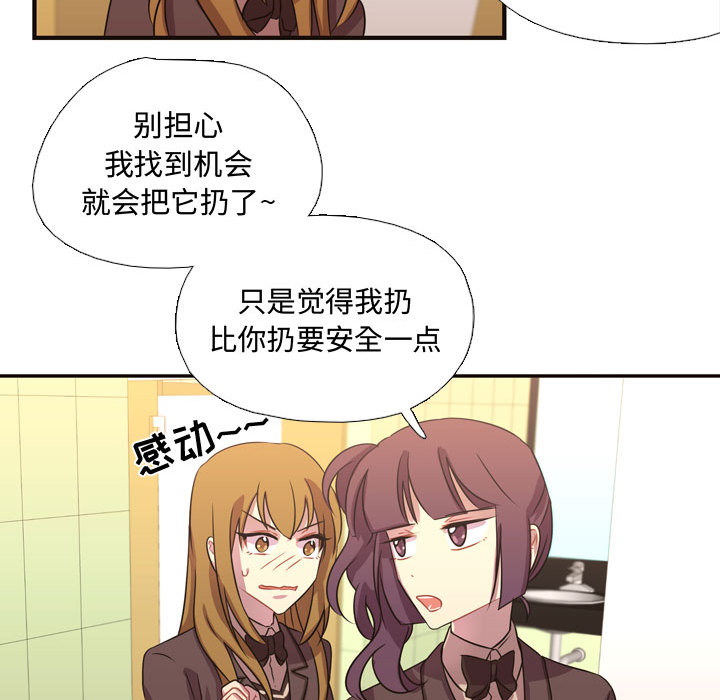 别担心
我找到机会
就会把它扔了~
只是觉得我扔
比你扔要安全一点
感动~~